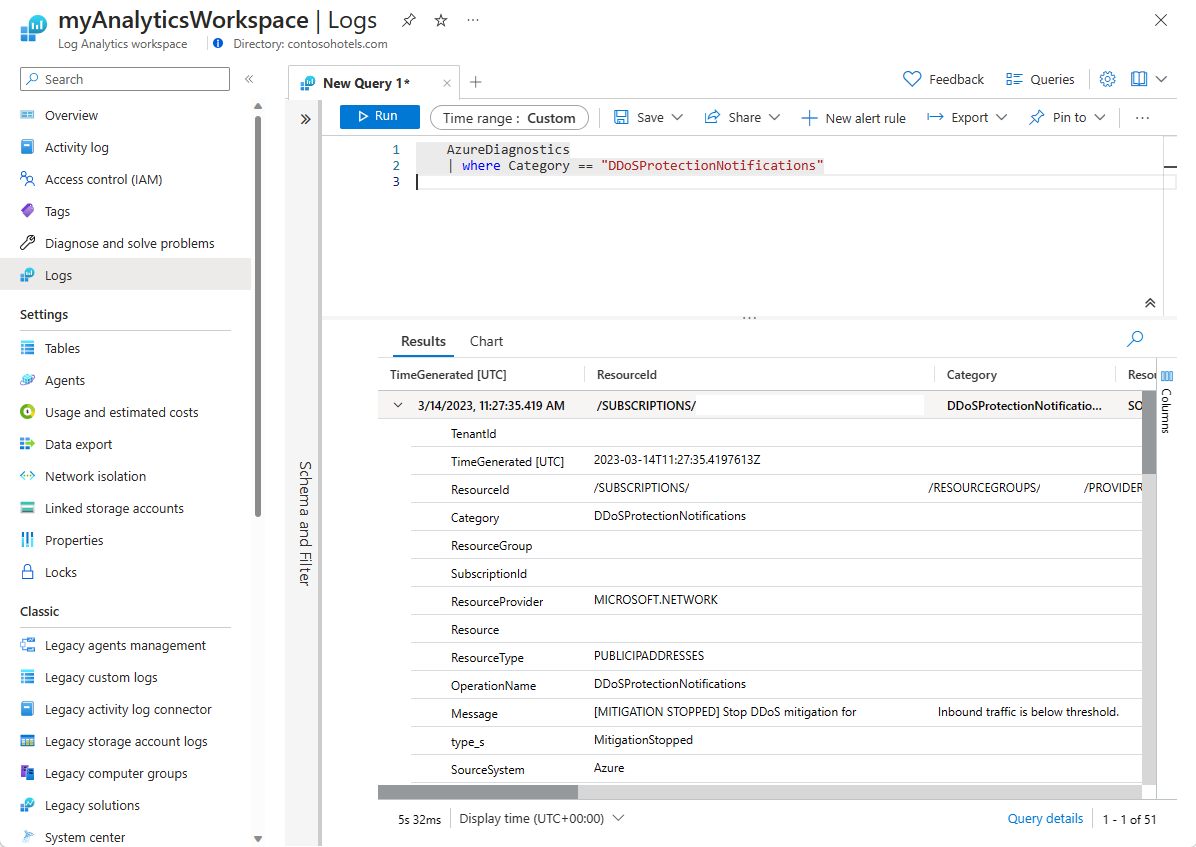 myAnalyticsWorkspace | Logs
Log Analytics workspace
Directory: contosohotels.com
Search
Overview
Activity log
Access control (IAM)
Tags
Diagnose and solve problems
Logs
Settings
Tables
Agents
Usage and estimated costs
Data export
Network isolation
Linked storage accounts
Properties
Locks
Classic
Legacy agents management
Legacy custom logs
Legacy activity log connector
Legacy storage account logs
Legacy computer groups
Legacy solutions
System center
New Query 1*
Feedback
Queries
Run
Time range : Custom
Save
Share
New alert rule
Export
Pin to
1 AzureDiagnostics
2 | where Category == "DDoSProtectionNotifications"
3
Schema and Filter
Results Chart
TimeGenerated [UTC] ResourceId Category Resou
3/14/2023, 11:27:35.419 AM /SUBSCRIPTIONS/ DDoSProtectionNotificatio... SO
TenantId
TimeGenerated [UTC] 2023-03-14T11:27:35.4197613Z
ResourceId /SUBSCRIPTIONS/ /RESOURCEGROUPS/ /PROVIDER
Category DDoSProtectionNotifications
ResourceGroup
SubscriptionId
ResourceProvider MICROSOFT.NETWORK
Resource
ResourceType PUBLICIPADDRESSES
OperationName DDoSProtectionNotifications
Message [MITIGATION STOPPED] Stop DDoS mitigation for Inbound traffic is below threshold.
type_s MitigationStopped
SourceSystem Azure
Columns
5s 32ms
Display time (UTC+00:00)
Query details
1 - 1 of 51